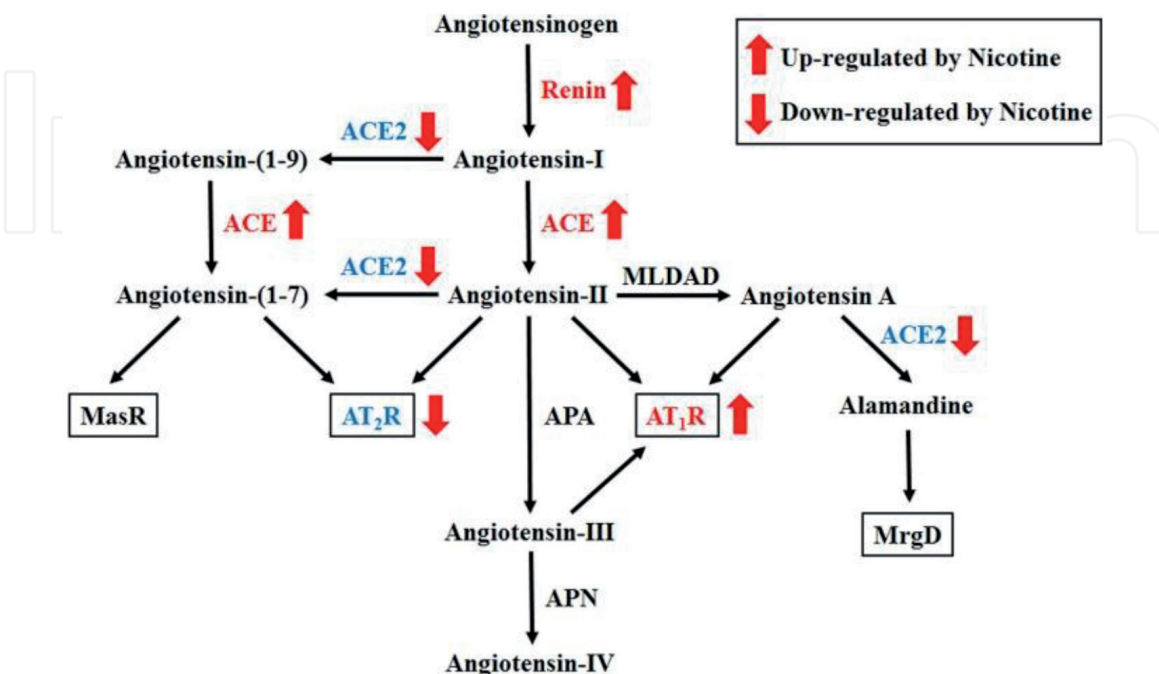 Angiotensinogen
Up-regulated by Nicotine
Renin
Down-regulated by Nicotine
ACE2
Angiotensin-(1-9)
Angiotensin-I
ACE
ACE
ACE2
MLDAD
Angiotensin-(1-7)
Angiotensin-II
Angiotensin A
ACE2
MasR
AT₂R
APA
AT₁R
Alamandine
Angiotensin-III
MrgD
APN
Angiotensin-IV